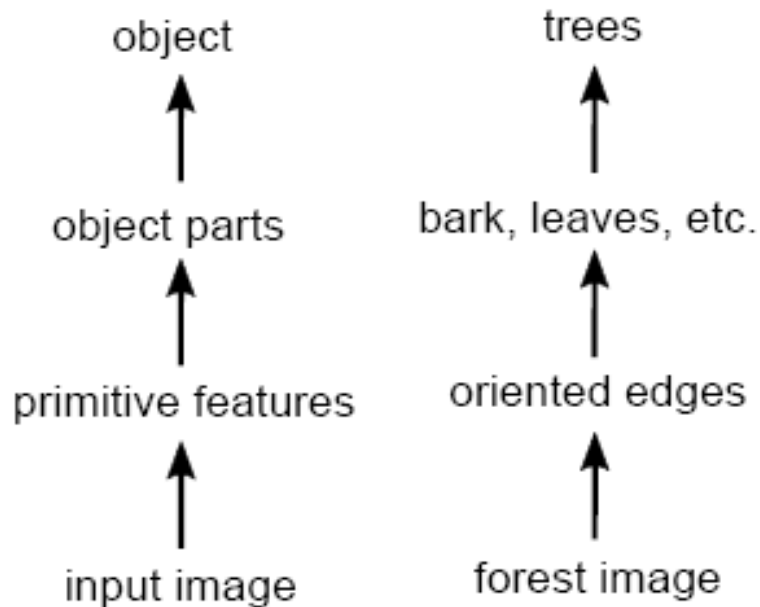 object
object parts
primitive features
input image
trees
bark, leaves, etc.
oriented edges
forest image